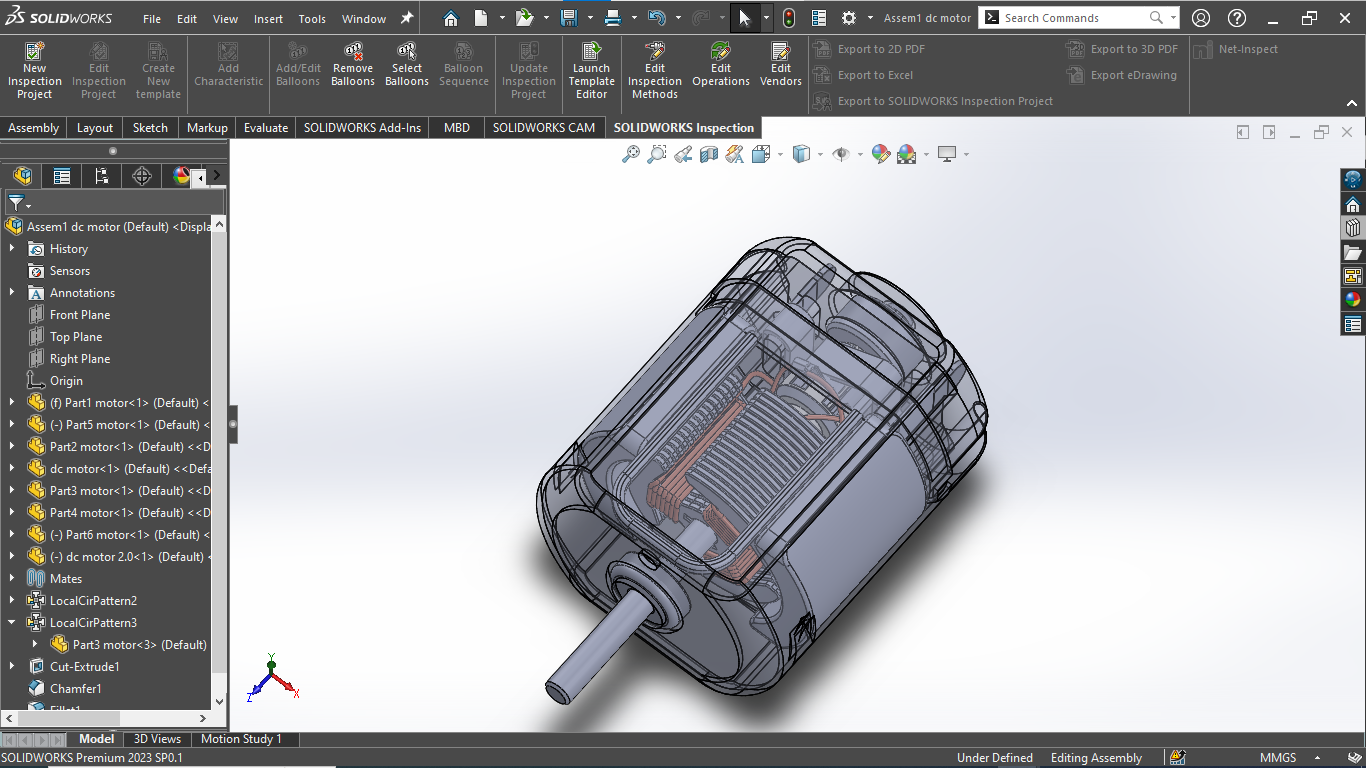 SOLIDWORKS File Edit View Insert Tools Window Assem1 dc motor Search Commands
New Inspection Project
Edit Inspection Project
Create New template
Add Characteristic
Add/Edit Balloons
Remove Balloons
Select Balloons
Balloon Sequence
Update Inspection Project
Launch Template Editor
Edit Inspection Methods
Edit Operations
Edit Vendors
Export to 2D PDF
Export to Excel
Export to SOLIDWORKS Inspection Project
Export to 3D PDF
Export eDrawing
Net-Inspect
Assembly Layout Sketch Markup Evaluate SOLIDWORKS Add-Ins MBD SOLIDWORKS CAM SOLIDWORKS Inspection
Assem1 dc motor (Default) <Displa
History
Sensors
Annotations
Front Plane
Top Plane
Right Plane
Origin
(f) Part1 motor<1> (Default) <
(-) Part5 motor<1> (Default) <
Part2 motor<1> (Default) <<D
dc motor<1> (Default) <<Defa
Part3 motor<1> (Default) <<D
Part4 motor<1> (Default) <<D
(-) Part6 motor<1> (Default) <
(-) dc motor 2.0<1> (Default) <
Mates
LocalCirPattern2
LocalCirPattern3
Part3 motor<3> (Default)
Cut-Extrude1
Chamfer1
Fillet1
Y
Z X
Model 3D Views Motion Study 1
SOLIDWORKS Premium 2023 SP0.1 Under Defined Editing Assembly MMGS